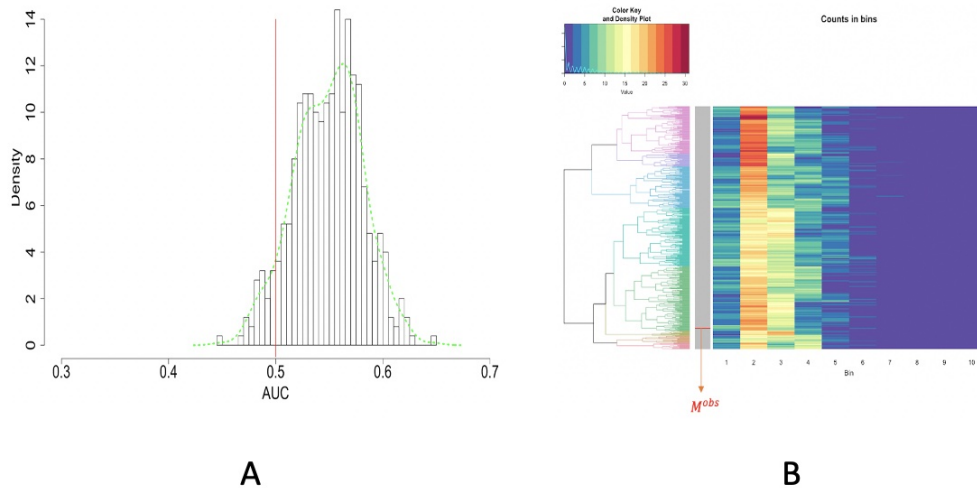 14
12
10
8
6
4
2
0
Density
0.3 0.4 0.5 0.6 0.7
AUC
A
Color Key
and Density Plot
0 5 10 15 20 25 30
Value
Counts in bins
1 2 3 4 5 6 7 8 9 10
Bin
M^obs
B